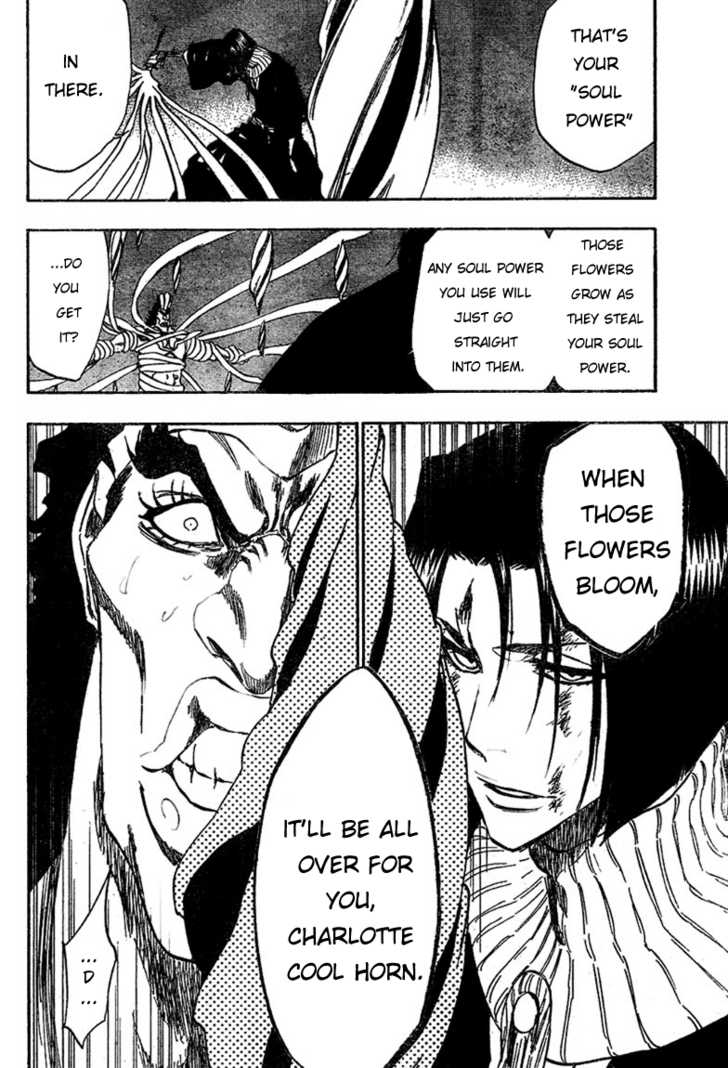 THAT'S
YOUR
"SOUL
POWER"
IN
THERE.
THOSE
FLOWERS
GROW AS
THEY STEAL
YOUR SOUL
POWER.
ANY SOUL POWER
YOU USE WILL
JUST GO
STRAIGHT
INTO THEM.
...DO
YOU
GET
IT?
WHEN
THOSE
FLOWERS
BLOOM,
IT'LL BE ALL
OVER FOR
YOU,
CHARLOTTE
COOL HORN.
...
D
...